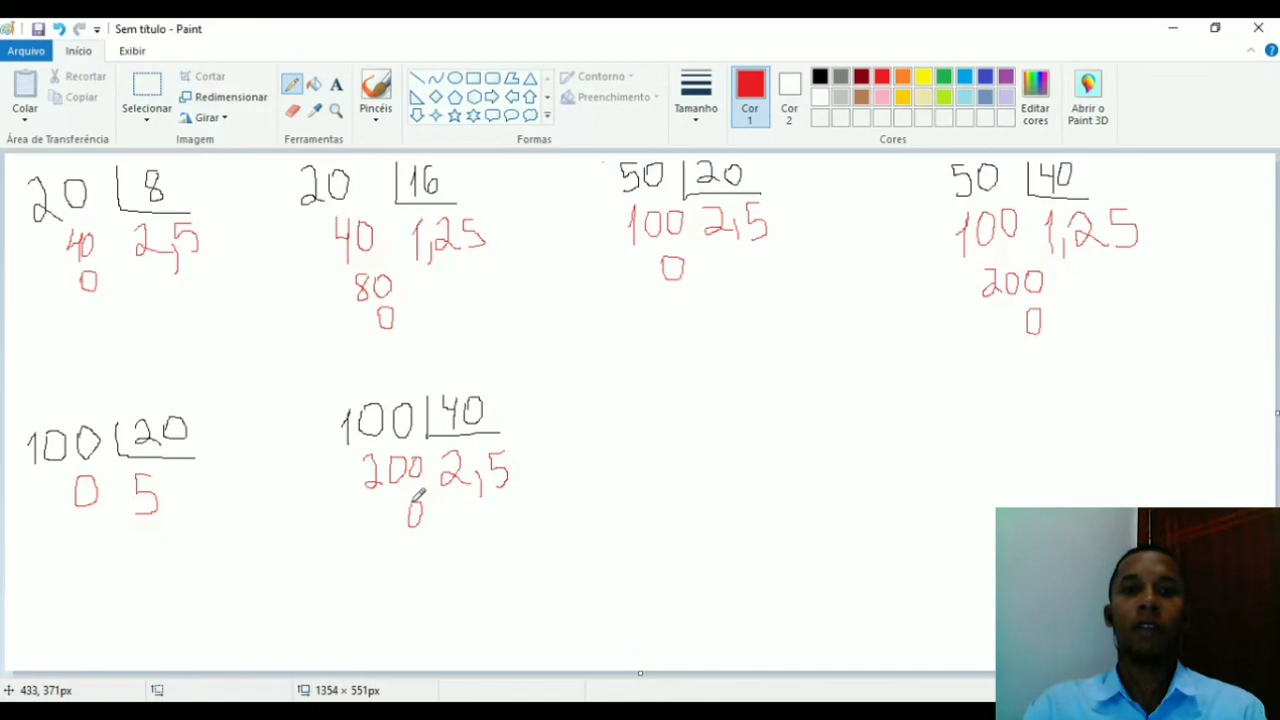 Sem título - Paint
Arquivo Início Exibir
Colar
Recortar
Copiar
Área de Transferência
Selecionar
Cortar
Redimensionar
Girar
Imagem
A
Ferramentas
Pincéis
Contorno
Preenchimento
Formas
Tamanho
Cor 1
Cor 2
Editar cores
Abrir o Paint 3D
Cores
20 8
40 2,5
0
20 16
40 1,25
80
0
50 20
100 2,5
0
50 40
100 1,25
200
0
100 20
0 5
100 40
200 2,5
0
433, 371px
1354 × 551px